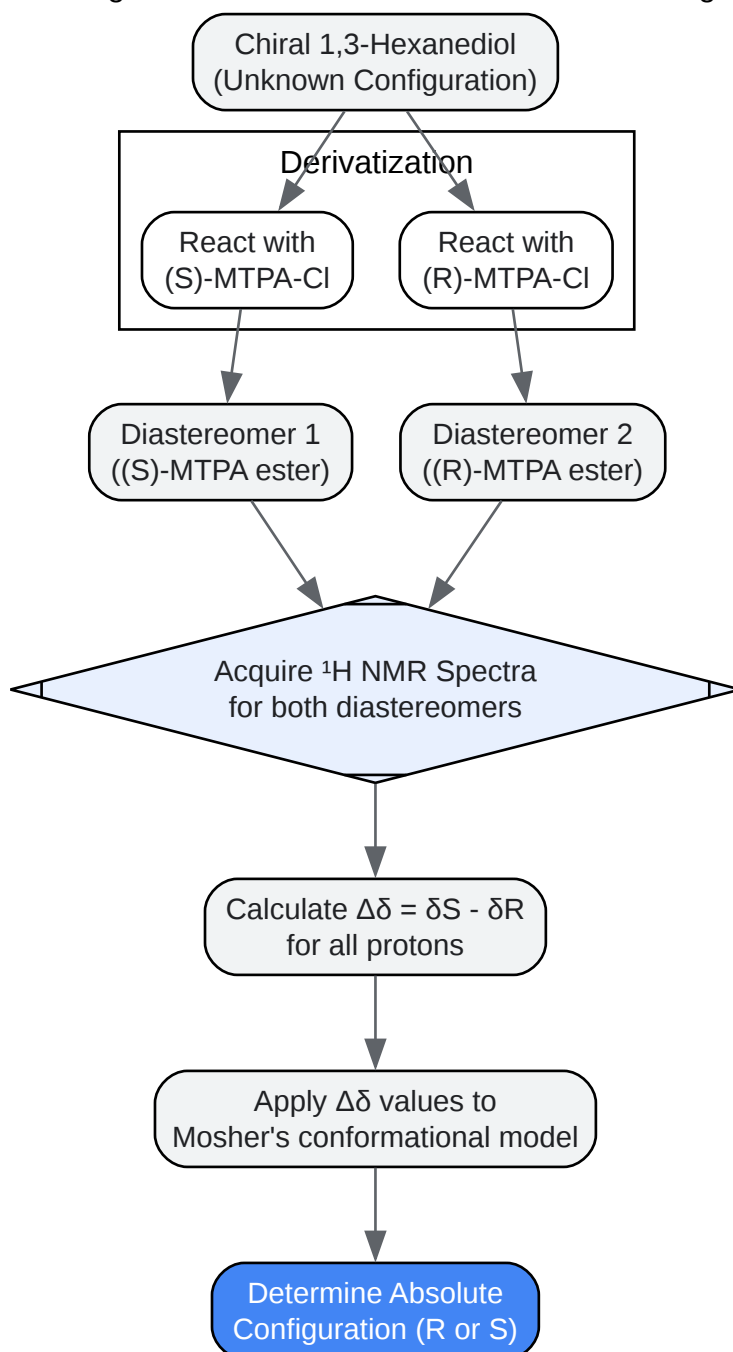 Chiral 1,3-Hexanediol
(Unknown Configuration)
Derivatization
React with
(S)-MTPA-Cl
React with
(R)-MTPA-Cl
Diastereomer 1
((S)-MTPA ester)
Diastereomer 2
((R)-MTPA ester)
Acquire ¹H NMR Spectra
for both diastereomers
Calculate Δδ = δS - δR
for all protons
Apply Δδ values to
Mosher's conformational model
Determine Absolute
Configuration (R or S)